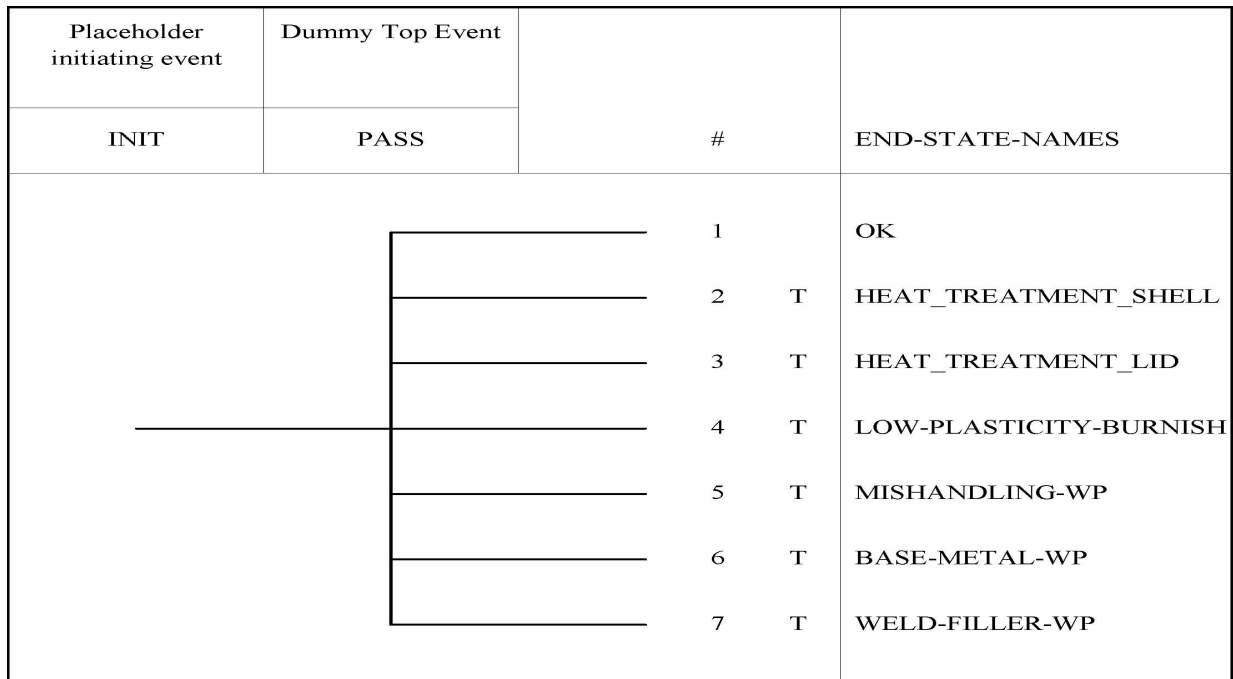 Placeholder initiating event
Dummy Top Event
INIT PASS # END-STATE-NAMES
1 OK
2 T HEAT_TREATMENT_SHELL
3 T HEAT_TREATMENT_LID
4 T LOW-PLASTICITY-BURNISH
5 T MISHANDLING-WP
6 T BASE-METAL-WP
7 T WELD-FILLER-WP